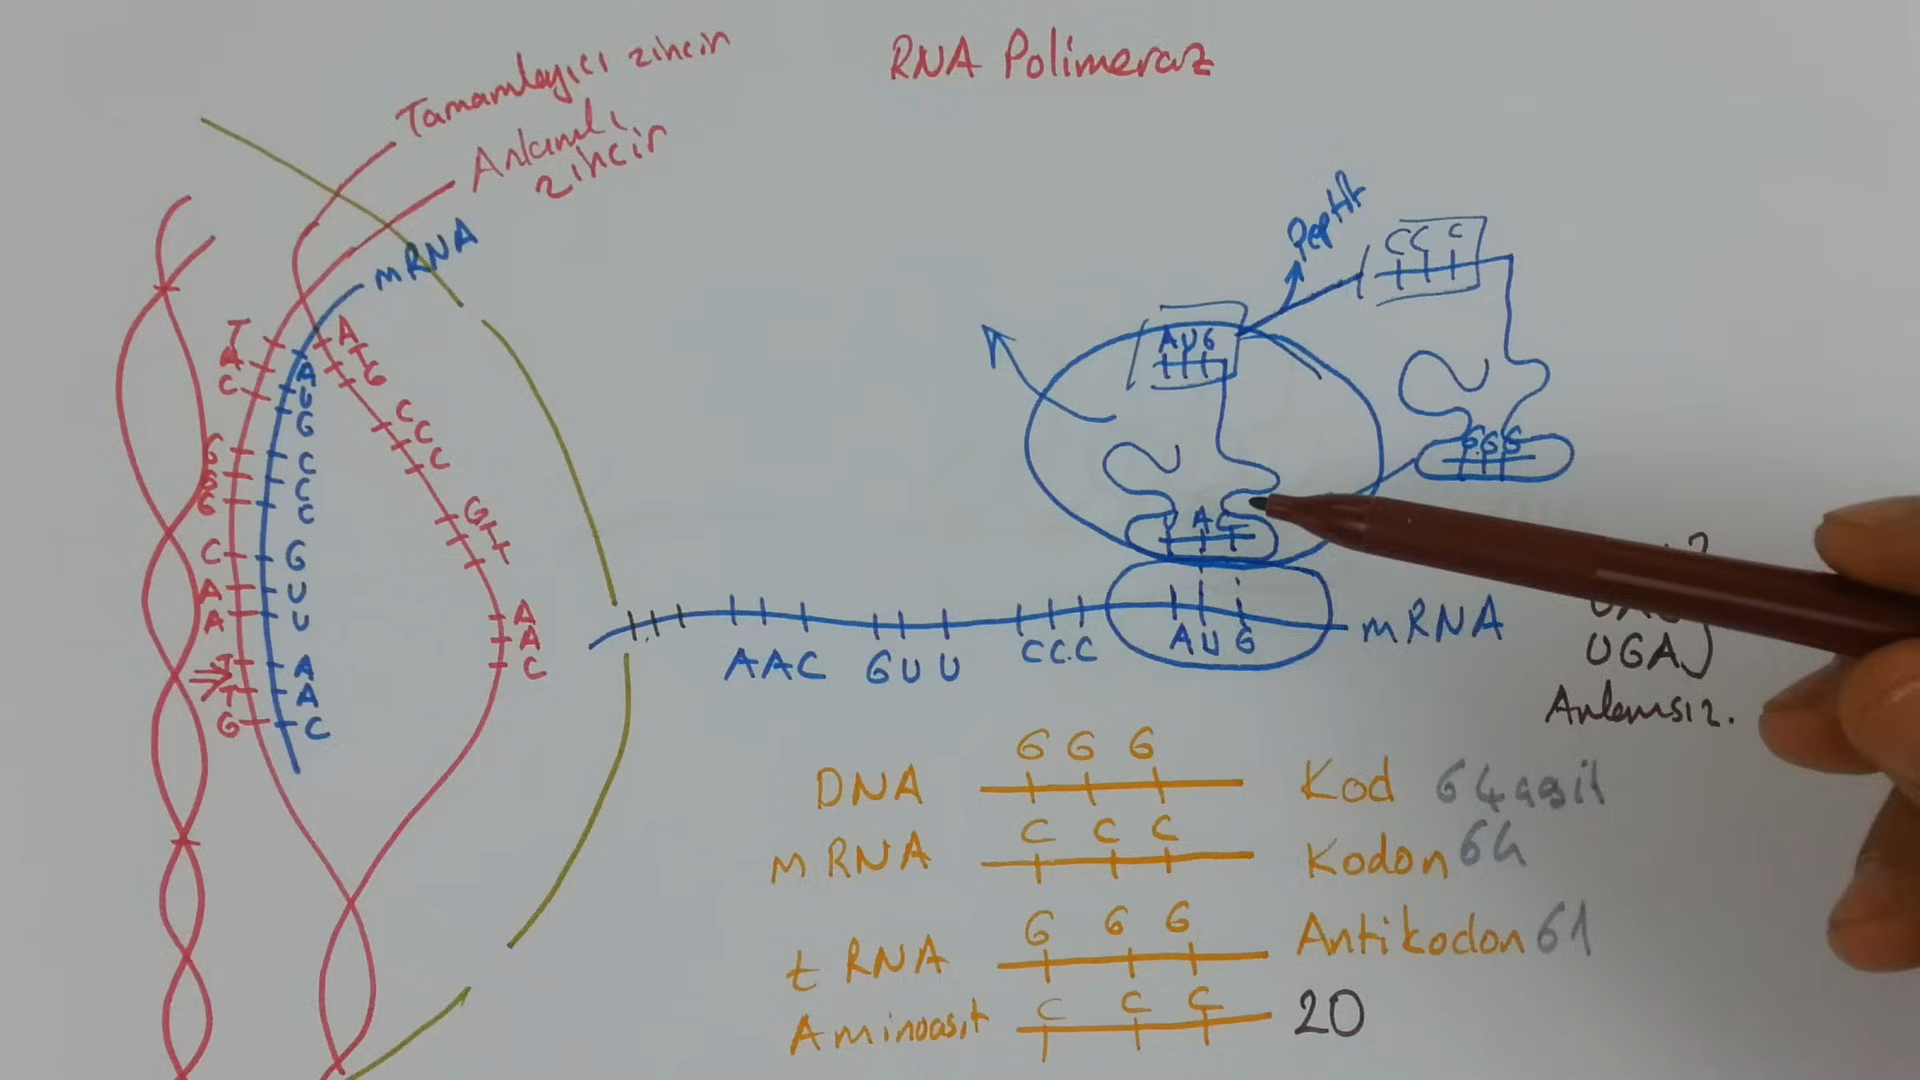 RNA Polimeraz
Tamamlayıcı zincir
Anlamlı
zincir
mRNA
T
A
C
G
G
G
C
A
A
T
T
G
A
U
G
C
C
C
G
U
U
A
A
C
A
T
G
C
C
C
G
T
T
A
A
C
Peptit
C C C
AUG
G G G
U A C
AAC GUU CCC AUG
mRNA
UGA
Anlamsız.
G G G
DNA Kod 64 çeşit
C C C
mRNA Kodon 64
G G G
tRNA Antikodon 61
C C C
Aminoasit 20